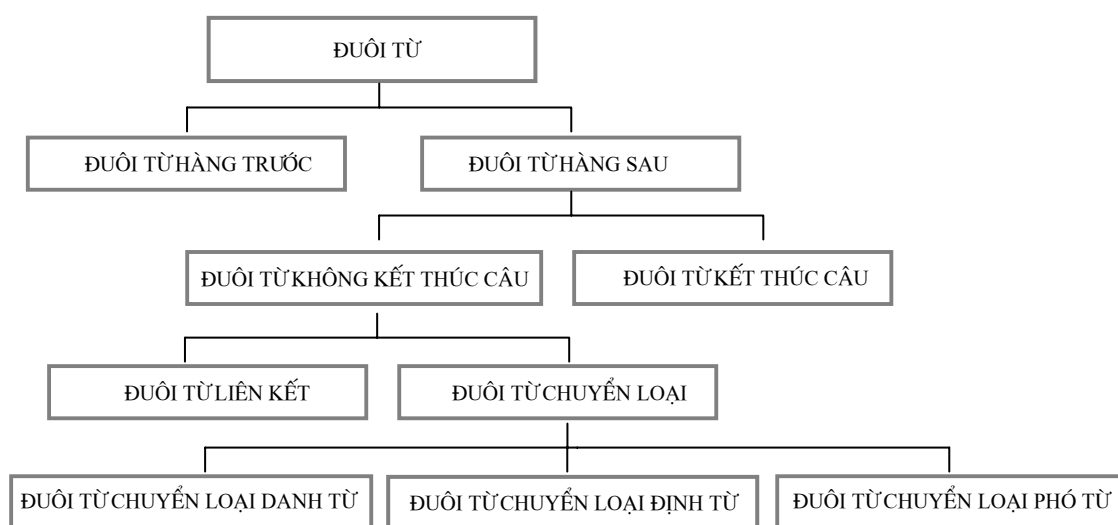 ĐUÔI TỪ
ĐUÔI TỪ HÀNG TRƯỚC
ĐUÔI TỪ HÀNG SAU
ĐUÔI TỪ KHÔNG KẾT THÚC CÂU
ĐUÔI TỪ KẾT THÚC CÂU
ĐUÔI TỪ LIÊN KẾT
ĐUÔI TỪ CHUYỂN LOẠI
ĐUÔI TỪ CHUYỂN LOẠI DANH TỪ
ĐUÔI TỪ CHUYỂN LOẠI ĐỊNH TỪ
ĐUÔI TỪ CHUYỂN LOẠI PHÓ TỪ